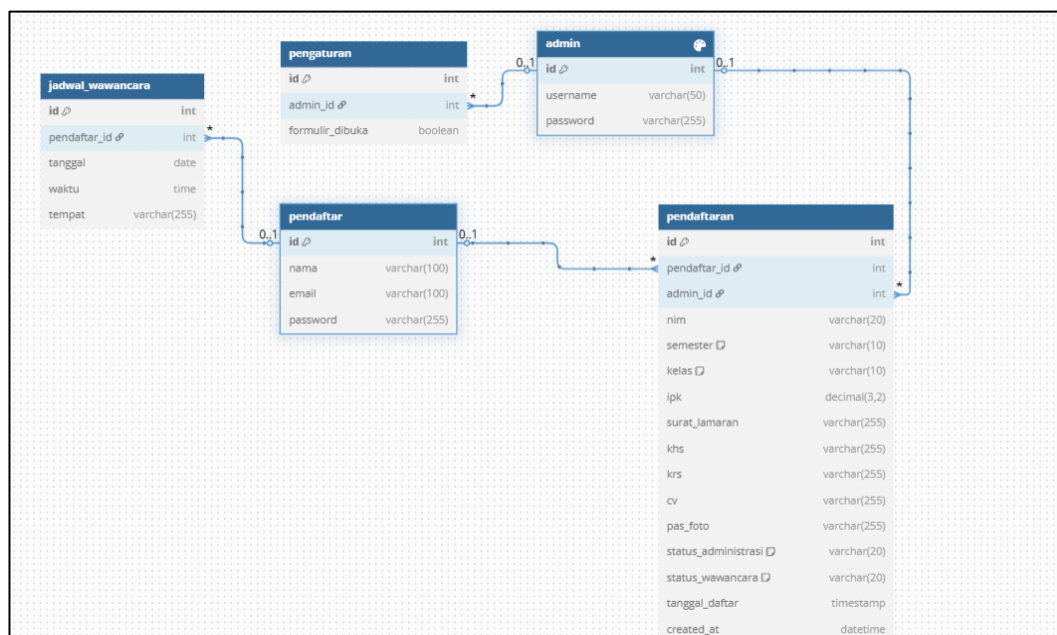 jadwal_wawancara
id int
pendaftar_id int
tanggal date
waktu time
tempat varchar(255)
*
0..1
pengaturan
id int
admin_id int
formulir_dibuka boolean
*
0..1
admin
id int
username varchar(50)
password varchar(255)
0..1
pendaftar
id int
nama varchar(100)
email varchar(100)
password varchar(255)
0..1
*
pendaftaran
id int
pendaftar_id int
admin_id int
*
nim varchar(20)
semester varchar(10)
kelas varchar(10)
ipk decimal(3,2)
surat_lamaran varchar(255)
khs varchar(255)
krs varchar(255)
cv varchar(255)
pas_foto varchar(255)
status_administrasi varchar(20)
status_wawancara varchar(20)
tanggal_daftar timestamp
created_at datetime